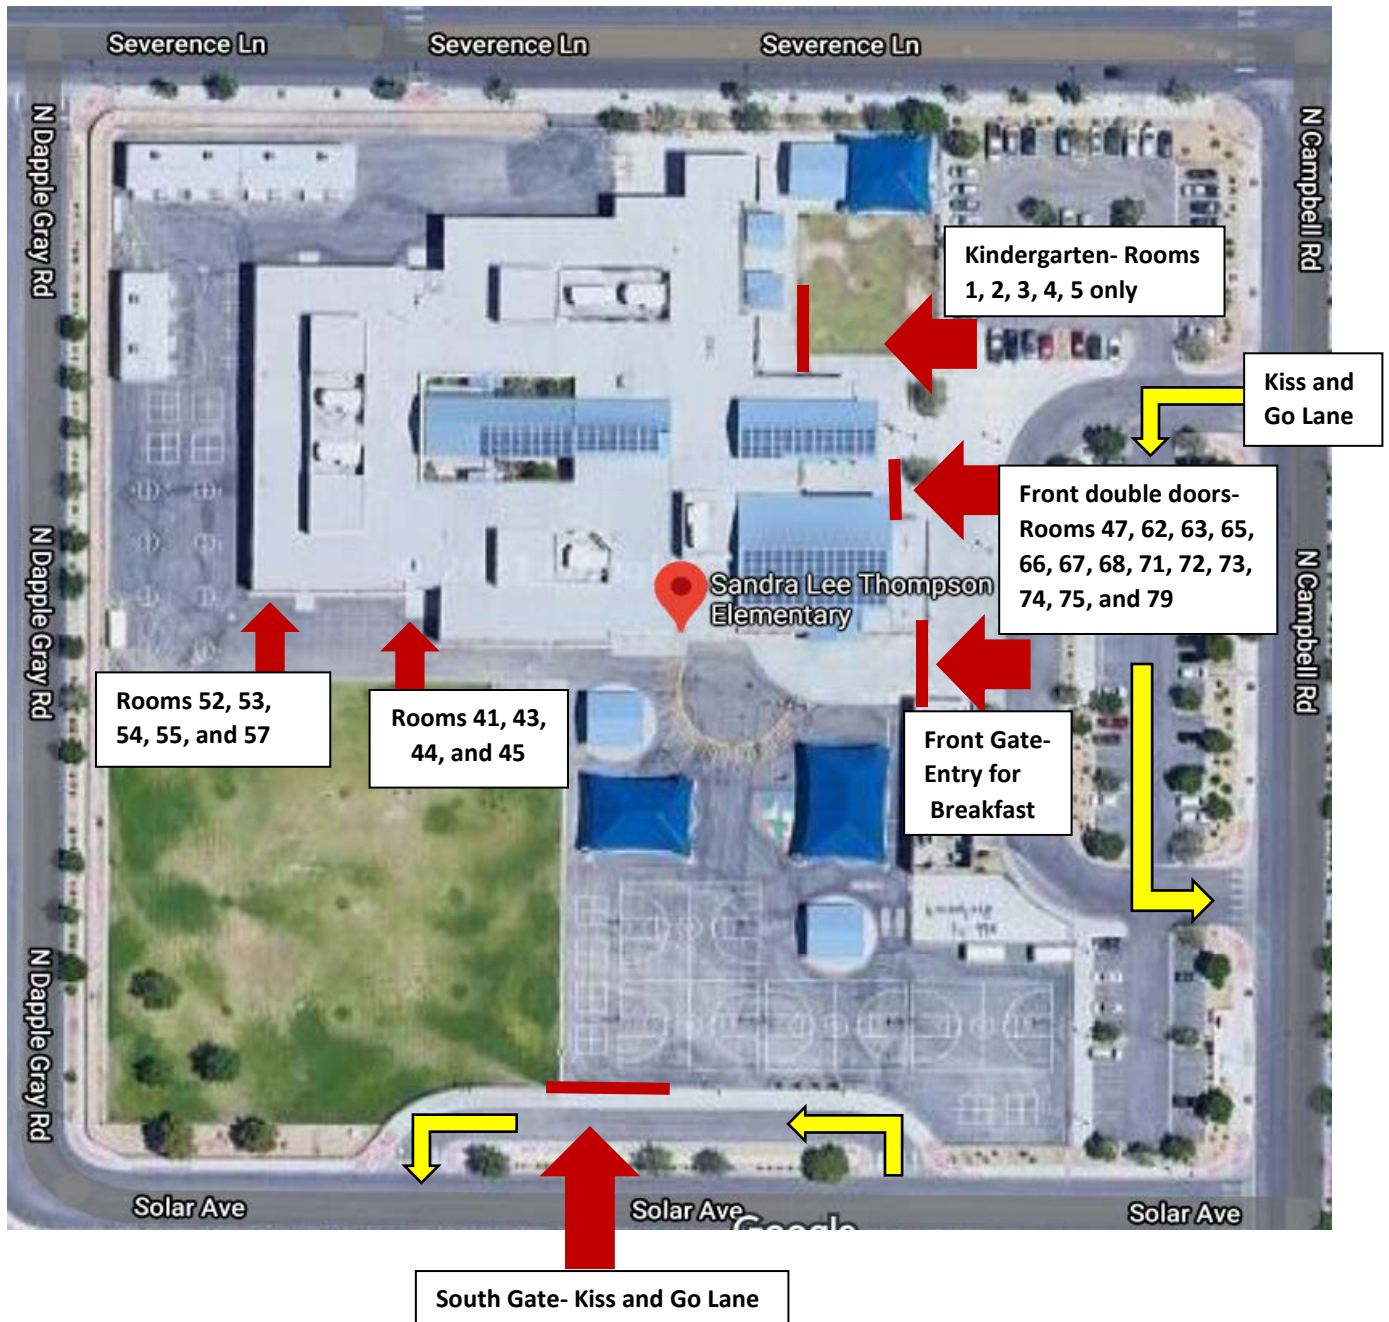 Severence Ln
Severence Ln
Severence Ln
N Dapple Gray Rd
N Campbell Rd
Kindergarten- Rooms
1, 2, 3, 4, 5 only
Kiss and
Go Lane
Front double doors-
Rooms 47, 62, 63, 65,
66, 67, 68, 71, 72, 73,
74, 75, and 79
N Dapple Gray Rd
N Campbell Rd
Sandra Lee Thompson
Elementary
Rooms 52, 53,
54, 55, and 57
Rooms 41, 43,
44, and 45
Front Gate-
Entry for
Breakfast
N Dapple Gray Rd
Solar Ave
Solar Ave
Solar Ave
Google
South Gate- Kiss and Go Lane